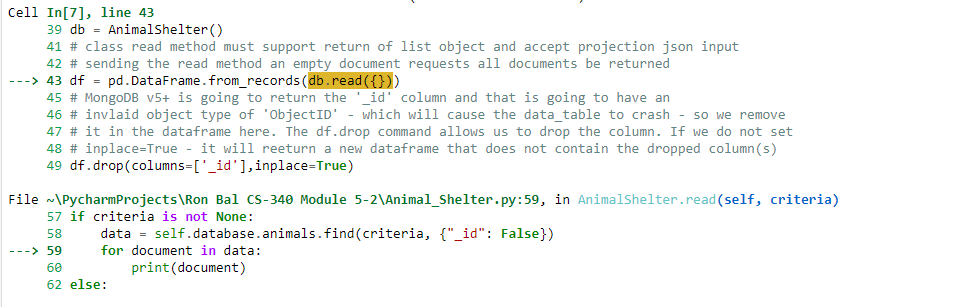 Cell In[7], line 43
39 db = AnimalShelter()
41 # class read method must support return of list object and accept projection json input
42 # sending the read method an empty document requests all documents be returned
---> 43 df = pd.DataFrame.from_records(db.read({}))
45 # MongoDB v5+ is going to return the '_id' column and that is going to have an
46 # invlaid object type of 'ObjectID' - which will cause the data_table to crash - so we remove
47 # it in the dataframe here. The df.drop command allows us to drop the column. If we do not set
48 # inplace=True - it will reeturn a new dataframe that does not contain the dropped column(s)
49 df.drop(columns=['_id'],inplace=True)
File ~\PycharmProjects\Ron Bal CS-340 Module 5-2\Animal_Shelter.py:59, in AnimalShelter.read(self, criteria)
57 if criteria is not None:
58     data = self.database.animals.find(criteria, {"_id": False})
---> 59     for document in data:
60         print(document)
62 else: